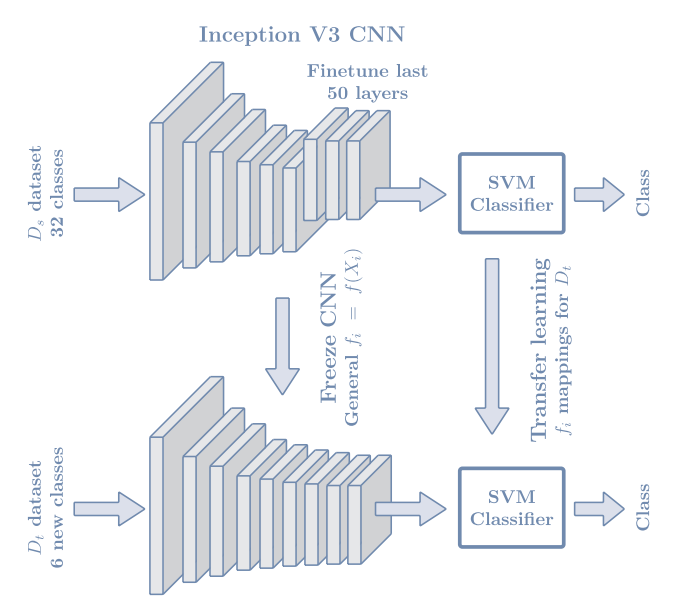 Inception V3 CNN
Finetune last
50 layers
D_s dataset
32 classes
SVM
Classifier
Class
Freeze CNN
General f_i = f(X_i)
Transfer learning
f_i mappings for D_t
D_t dataset
6 new classes
SVM
Classifier
Class